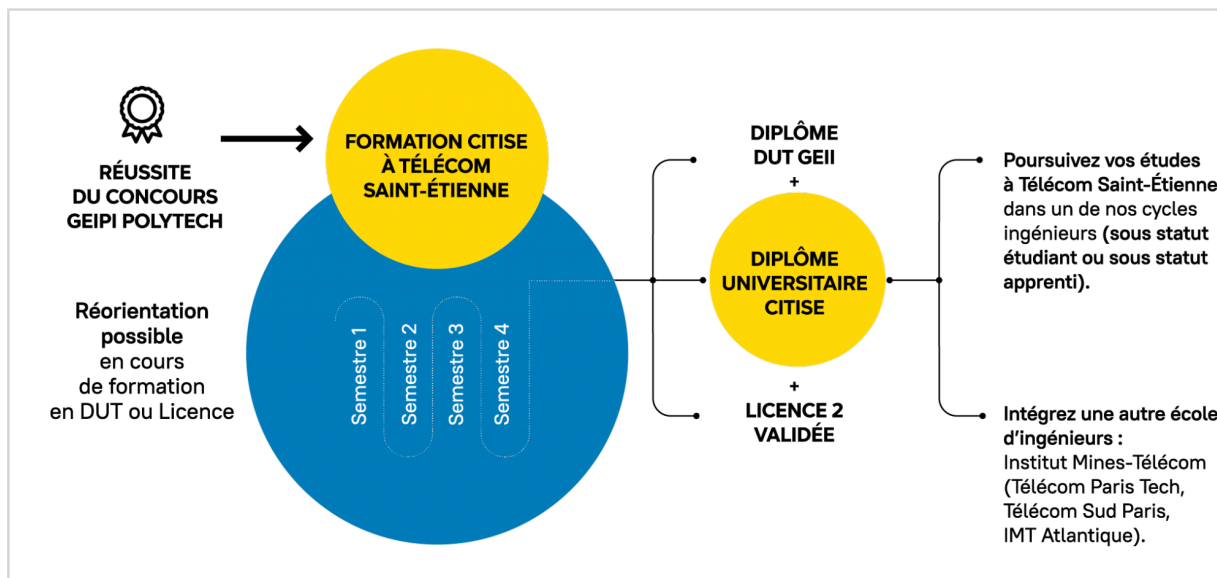 RÉUSSITE
DU CONCOURS
GEIPI POLYTECH
Réorientation
possible
en cours
de formation
en DUT ou Licence
FORMATION CITISE
À TÉLÉCOM
SAINT-ÉTIENNE
Semestre 1
Semestre 2
Semestre 3
Semestre 4
DIPLÔME
DUT GEII
+
DIPLÔME
UNIVERSITAIRE
CITISE
+
LICENCE 2
VALIDÉE
Poursuivez vos études
à Télécom Saint-Étienne
dans un de nos cycles
ingénieurs (sous statut
étudiant ou sous statut
apprenti).
Intégrez une autre école
d’ingénieurs :
Institut Mines-Télécom
(Télécom Paris Tech,
Télécom Sud Paris,
IMT Atlantique).